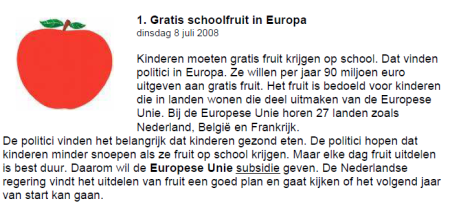 1. Gratis schoolfruit in Europa
dinsdag 8 juli 2008
Kinderen moeten gratis fruit krijgen op school. Dat vinden
politici in Europa. Ze willen per jaar 90 miljoen euro
uitgeven aan gratis fruit. Het fruit is bedoeld voor kinderen
die in landen wonen die deel uitmaken van de Europese
Unie. Bij de Europese Unie horen 27 landen zoals
Nederland, België en Frankrijk.
De politici vinden het belangrijk dat kinderen gezond eten. De politici hopen dat
kinderen minder snoepen als ze fruit op school krijgen. Maar elke dag fruit uitdelen
is best duur. Daarom wil de Europese Unie subsidie geven. De Nederlandse
regering vindt het uitdelen van fruit een goed plan en gaat kijken of het volgend jaar
van start kan gaan.